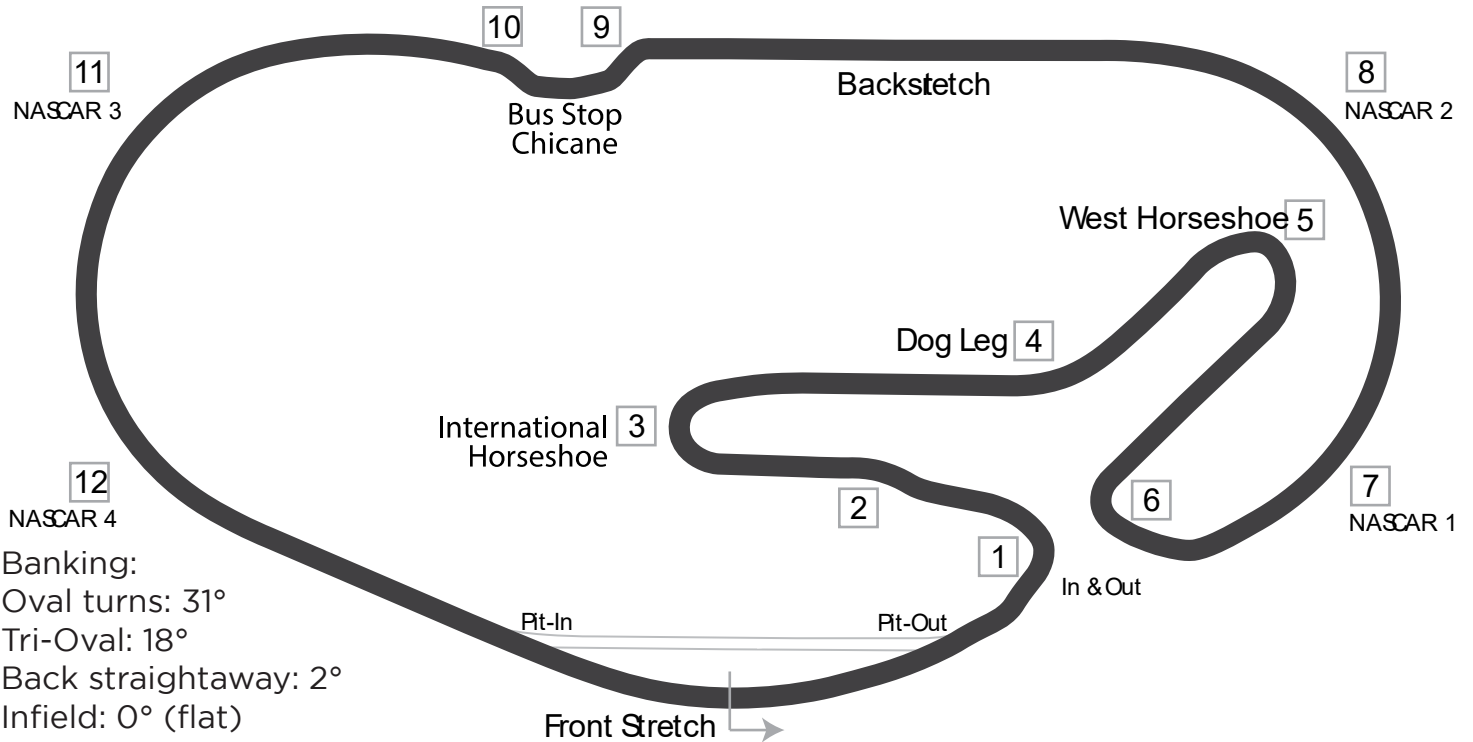 10
9
11
NASCAR 3
Bus Stop
Chicane
Backstretch
8
NASCAR 2
West Horseshoe 5
Dog Leg 4
International 3
Horseshoe
12
NASCAR 4
2
6
7
NASCAR 1
1
In & Out
Banking:
Oval turns: 31°
Tri-Oval: 18°
Back straightaway: 2°
Infield: 0° (flat)
Pit-In
Pit-Out
Front Stretch